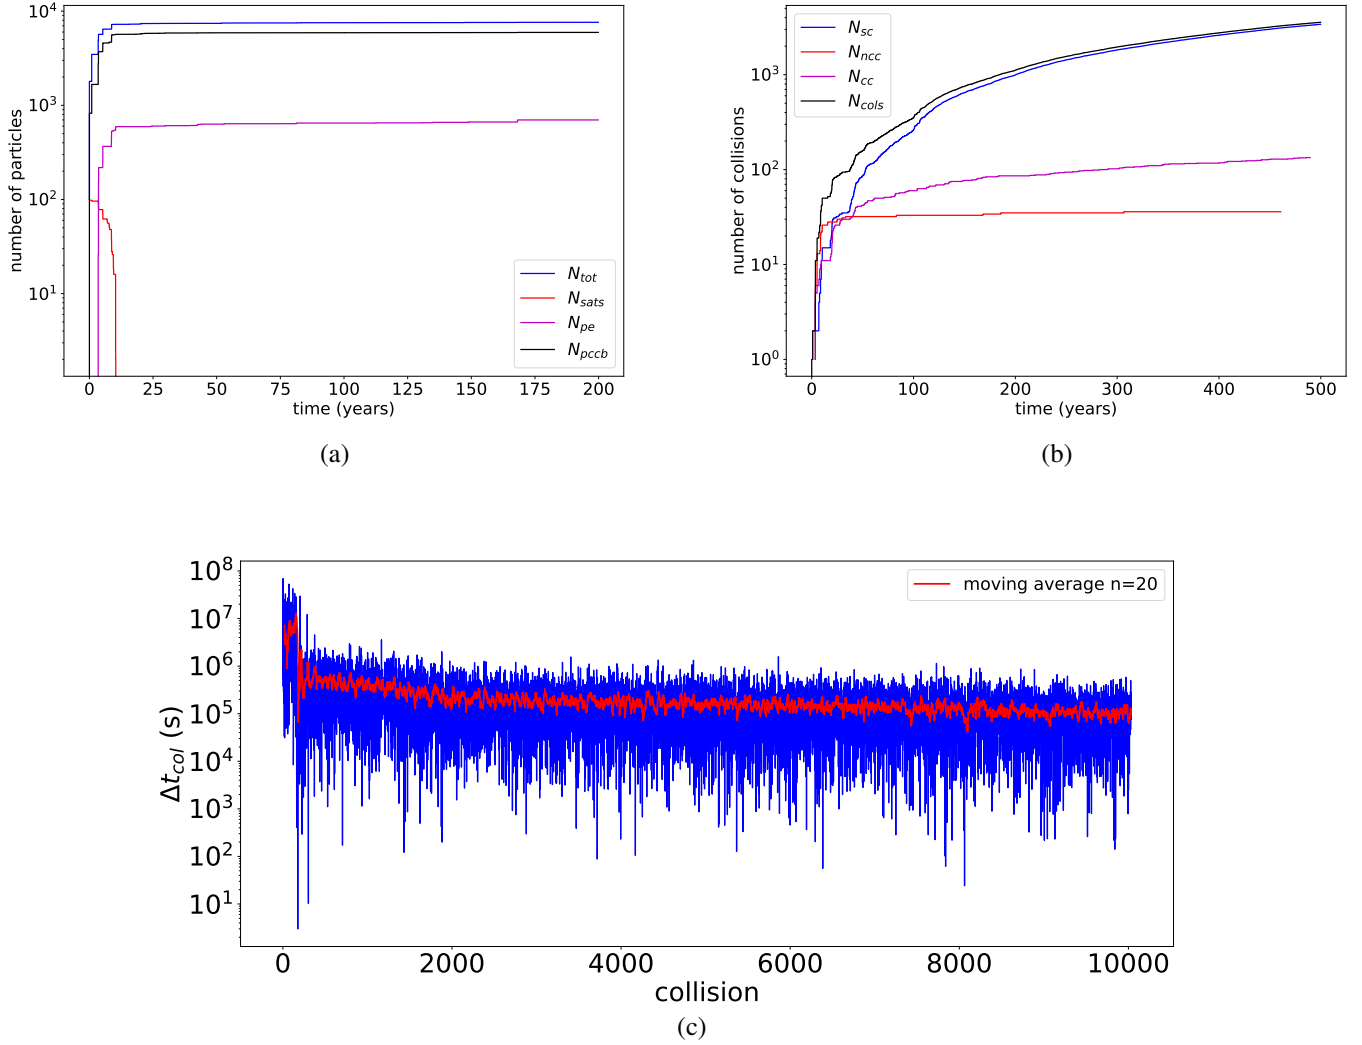 number of particles
10^4
10^3
10^2
10^1
N_tot
N_sats
N_pe
N_pccb
0 25 50 75 100 125 150 175 200
time (years)
(a)
number of collisions
10^3
10^2
10^1
10^0
N_sc
N_ncc
N_cc
N_cols
0 100 200 300 400 500
time (years)
(b)
Δt_col (s)
10^8
10^7
10^6
10^5
10^4
10^3
10^2
10^1
moving average n=20
0 2000 4000 6000 8000 10000
collision
(c)